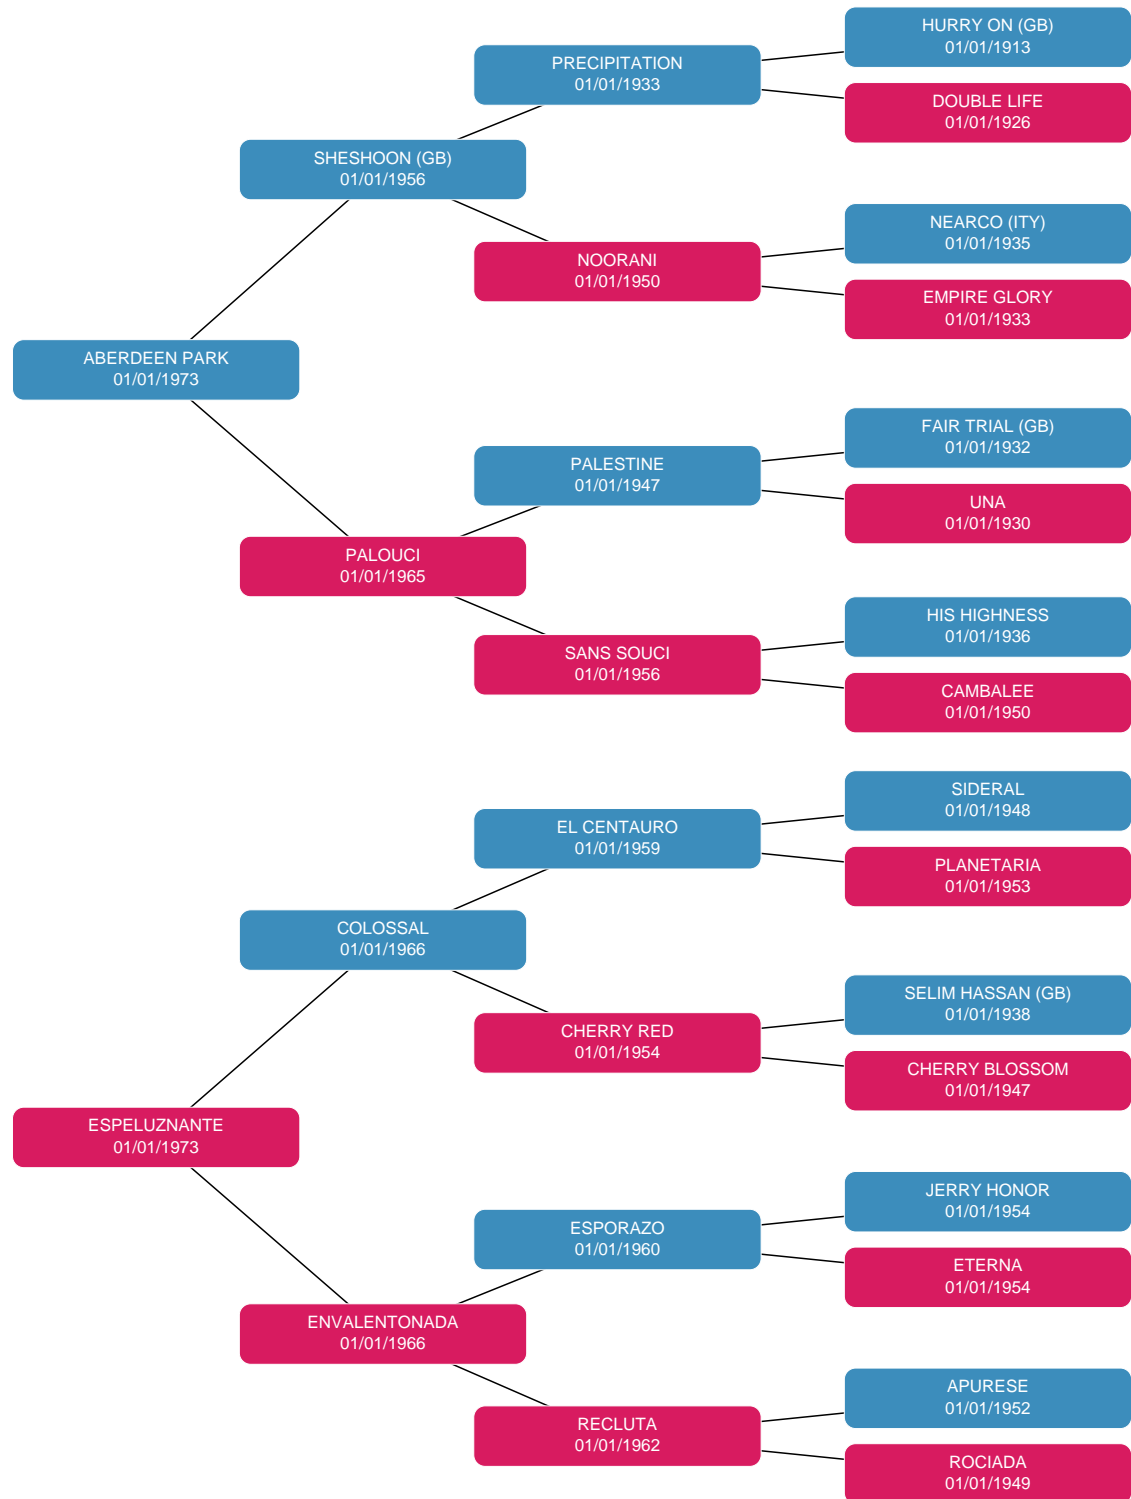 HURRY ON (GB)
01/01/1913
PRECIPITATION
01/01/1933
DOUBLE LIFE
01/01/1926
SHESHOON (GB)
01/01/1956
NEARCO (ITY)
01/01/1935
NOORANI
01/01/1950
EMPIRE GLORY
01/01/1933
ABERDEEN PARK
01/01/1973
FAIR TRIAL (GB)
01/01/1932
PALESTINE
01/01/1947
UNA
01/01/1930
PALOUCI
01/01/1965
HIS HIGHNESS
01/01/1936
SANS SOUCI
01/01/1956
CAMBALEE
01/01/1950
SIDERAL
01/01/1948
EL CENTAURO
01/01/1959
PLANETARIA
01/01/1953
COLOSSAL
01/01/1966
SELIM HASSAN (GB)
01/01/1938
CHERRY RED
01/01/1954
CHERRY BLOSSOM
01/01/1947
ESPELUZNANTE
01/01/1973
JERRY HONOR
01/01/1954
ESPORAZO
01/01/1960
ETERNA
01/01/1954
ENVALENTONADA
01/01/1966
APURESE
01/01/1952
RECLUTA
01/01/1962
ROCIADA
01/01/1949